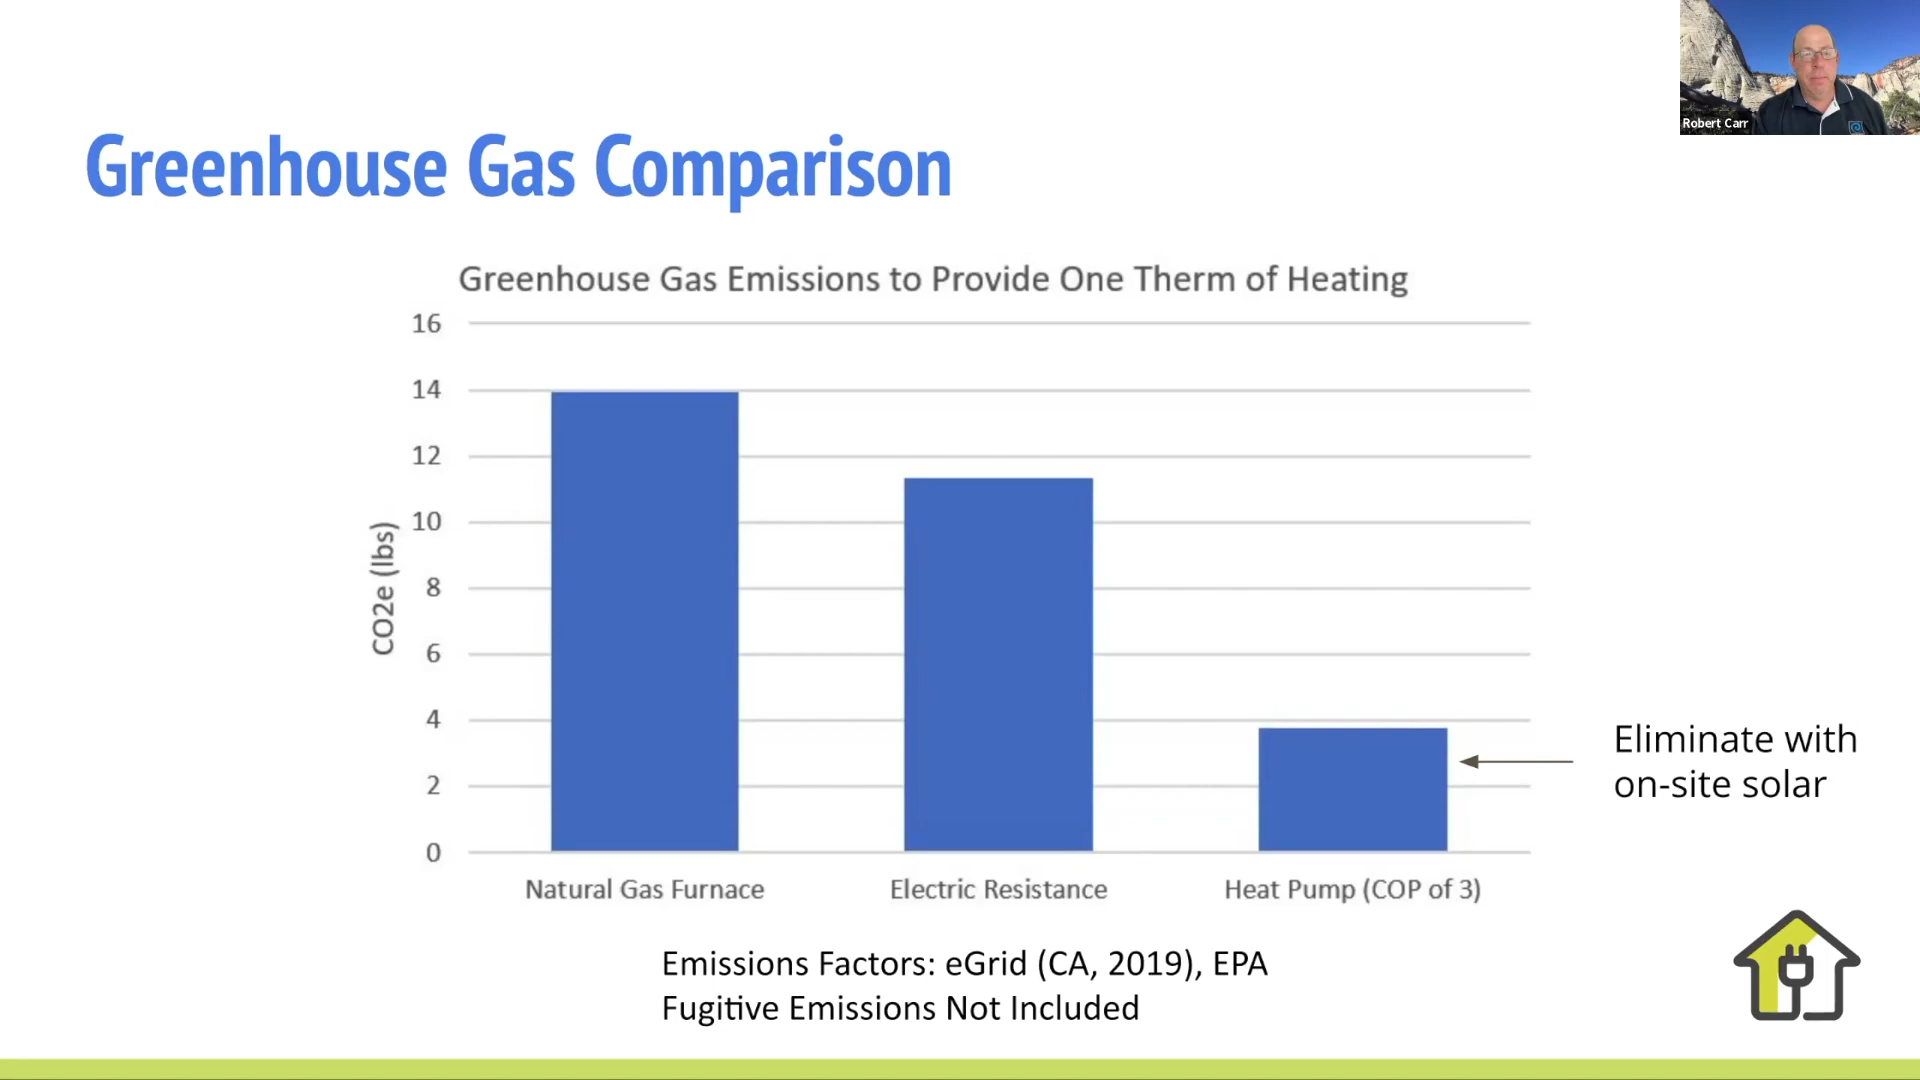 Robert Carr
Greenhouse Gas Comparison
Greenhouse Gas Emissions to Provide One Therm of Heating
16
14
12
10
8
6
4
2
0
CO2e (lbs)
Natural Gas Furnace
Electric Resistance
Heat Pump (COP of 3)
Eliminate with
on-site solar
Emissions Factors: eGrid (CA, 2019), EPA
Fugitive Emissions Not Included